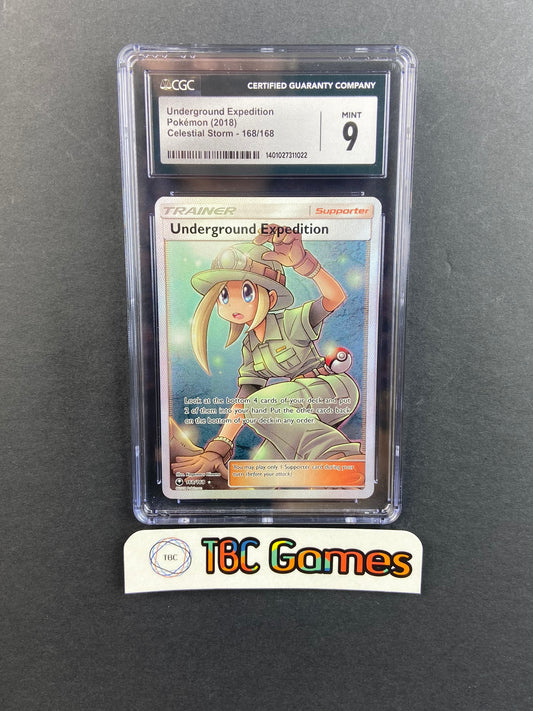 CGC
CERTIFIED GUARANTY COMPANY
Underground Expedition
Pokémon (2018)
Celestial Storm - 168/168
MINT
9
1401027311022
TRAINER
Supporter
Underground Expedition
Look at the bottom 4 cards of your deck and put
2 of them into your hand. Put the other cards back
on the bottom of your deck in any order.
You may play only 1 Supporter card during your
turn (before your attack).
168/168
TBC
TBC Games